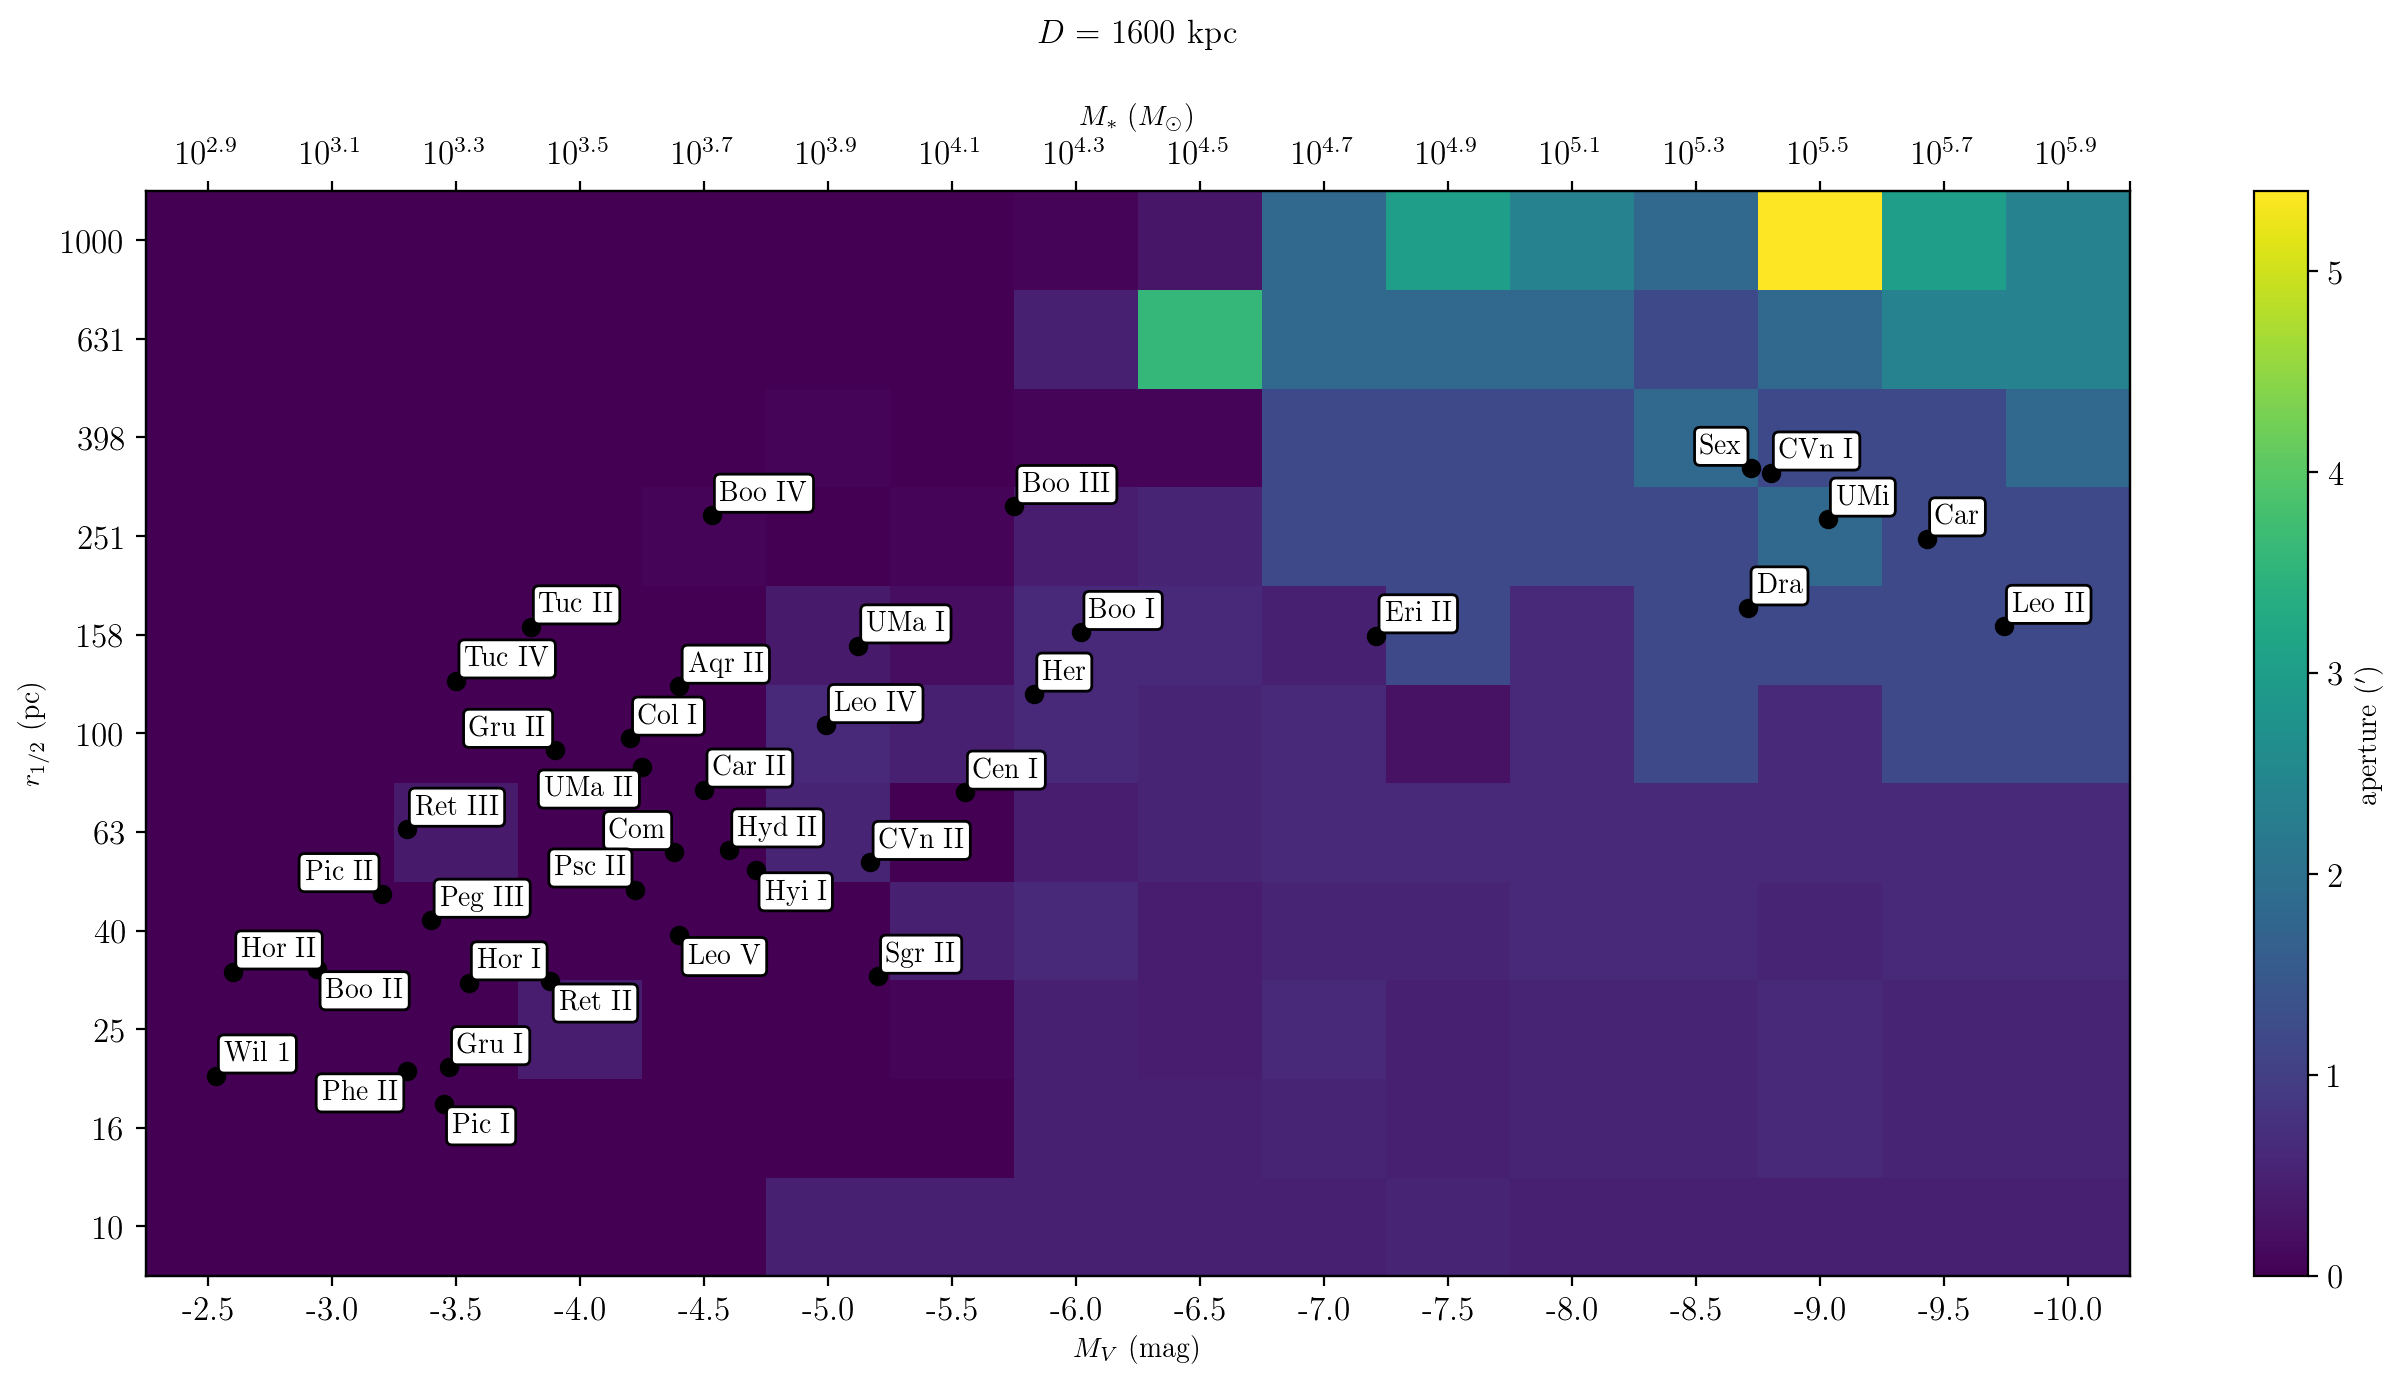 D = 1600 kpc
M* (M⊙)
10^2.9 10^3.1 10^3.3 10^3.5 10^3.7 10^3.9 10^4.1 10^4.3 10^4.5 10^4.7 10^4.9 10^5.1 10^5.3 10^5.5 10^5.7 10^5.9
1000
631
398
251
158
100
63
40
25
16
10
r1/2 (pc)
Sex
CVn I
Boo IV
Boo III
UMi
Car
Tuc II
Dra
Boo I
Eri II
Leo II
UMa I
Tuc IV
Aqr II
Her
Leo IV
Col I
Gru II
Car II
Cen I
UMa II
Ret III
Com
Hyd II
CVn II
Psc II
Pic II
Hyi I
Peg III
Hor II
Hor I
Leo V
Sgr II
Boo II
Ret II
Wil 1
Gru I
Phe II
Pic I
-2.5 -3.0 -3.5 -4.0 -4.5 -5.0 -5.5 -6.0 -6.5 -7.0 -7.5 -8.0 -8.5 -9.0 -9.5 -10.0
MV (mag)
5
4
3
2
1
0
aperture (′)